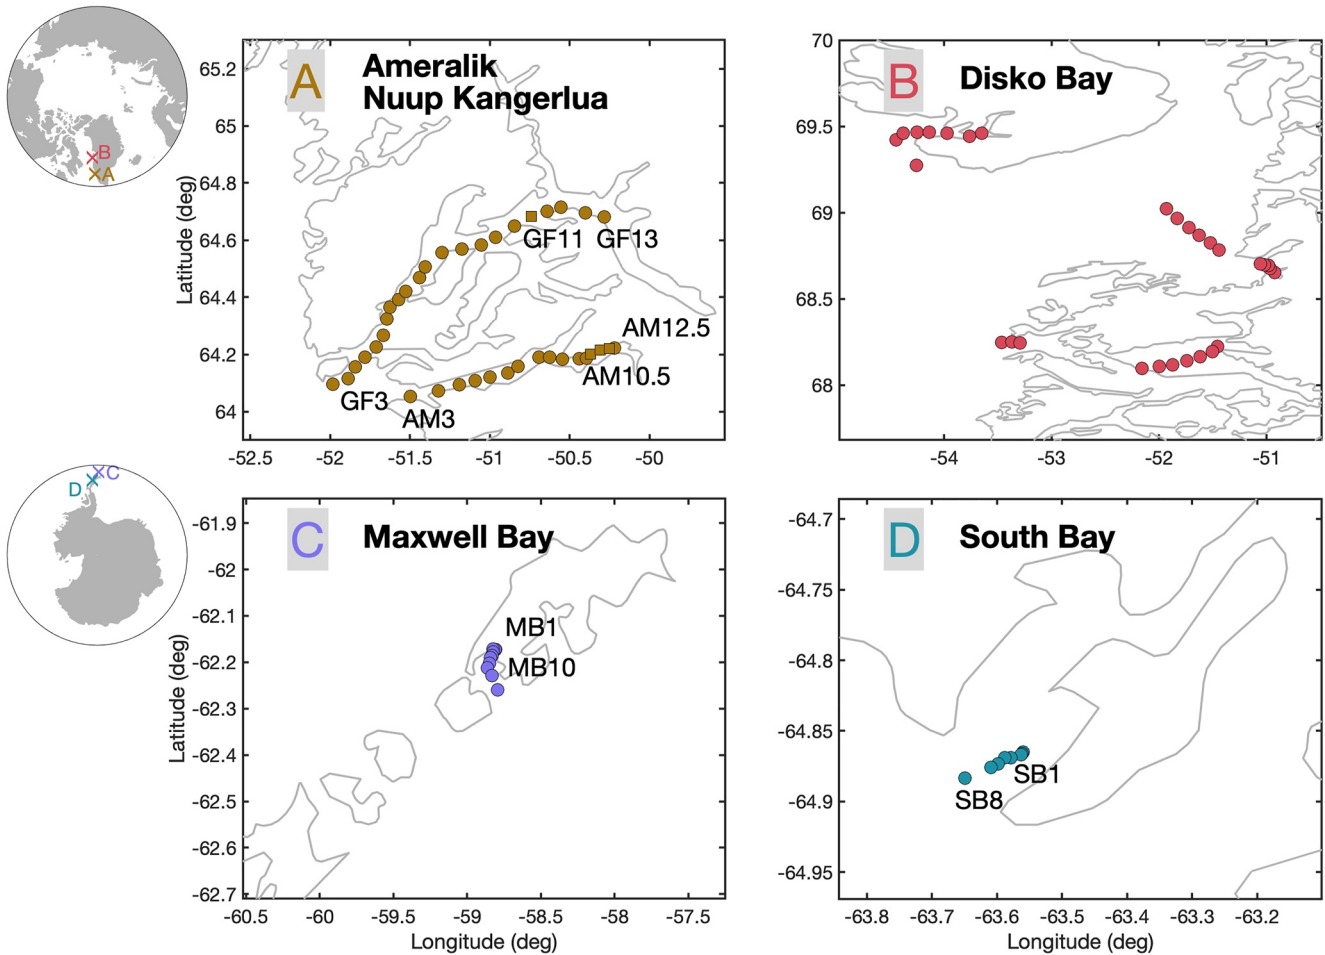 B
A
A
Ameralik
Nuup Kangerlua
Latitude (deg)
65.2
65
64.8
64.6
64.4
64.2
64
GF11
GF13
AM12.5
AM10.5
GF3
AM3
-52.5
-52
-51.5
-51
-50.5
-50
B
Disko Bay
70
69.5
69
68.5
68
-54
-53
-52
-51
C
D
C
Maxwell Bay
Latitude (deg)
-61.9
-62
-62.1
-62.2
-62.3
-62.4
-62.5
-62.6
-62.7
MB1
MB10
-60.5
-60
-59.5
-59
-58.5
-58
-57.5
Longitude (deg)
D
South Bay
-64.7
-64.75
-64.8
-64.85
-64.9
-64.95
SB1
SB8
-63.8
-63.7
-63.6
-63.5
-63.4
-63.3
-63.2
Longitude (deg)